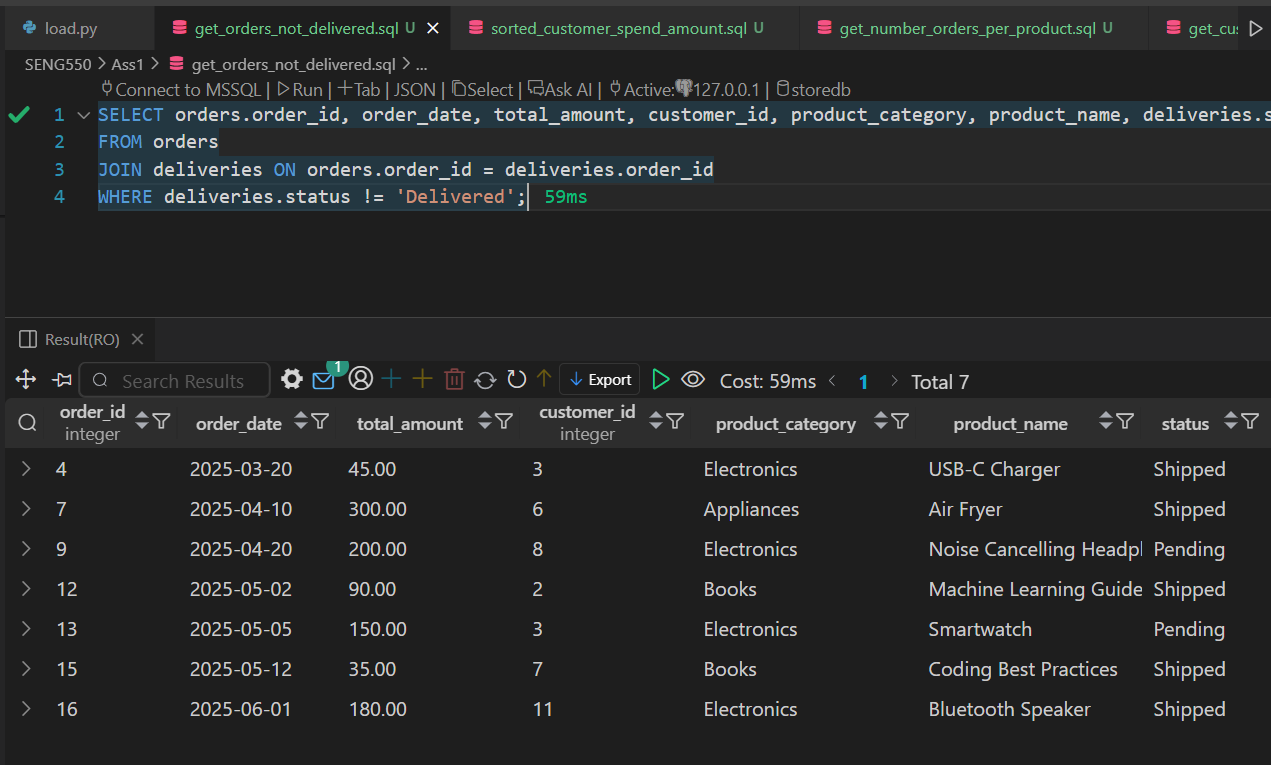 load.py
get_orders_not_delivered.sql U
sorted_customer_spend_amount.sql U
get_number_orders_per_product.sql U
get_cu
SENG550 > Ass1 > get_orders_not_delivered.sql > ...
Connect to MSSQL | Run | Tab | JSON | Select | Ask AI | Active: 127.0.0.1 | storedb
1 SELECT orders.order_id, order_date, total_amount, customer_id, product_category, product_name, deliveries.s
2 FROM orders
3 JOIN deliveries ON orders.order_id = deliveries.order_id
4 WHERE deliveries.status != 'Delivered'; 59ms
Result(RO)
1
Search Results Export Cost: 59ms < 1 > Total 7
order_id integer order_date total_amount customer_id integer product_category product_name status
4 2025-03-20 45.00 3 Electronics USB-C Charger Shipped
7 2025-04-10 300.00 6 Appliances Air Fryer Shipped
9 2025-04-20 200.00 8 Electronics Noise Cancelling Headpl Pending
12 2025-05-02 90.00 2 Books Machine Learning Guide Shipped
13 2025-05-05 150.00 3 Electronics Smartwatch Pending
15 2025-05-12 35.00 7 Books Coding Best Practices Shipped
16 2025-06-01 180.00 11 Electronics Bluetooth Speaker Shipped